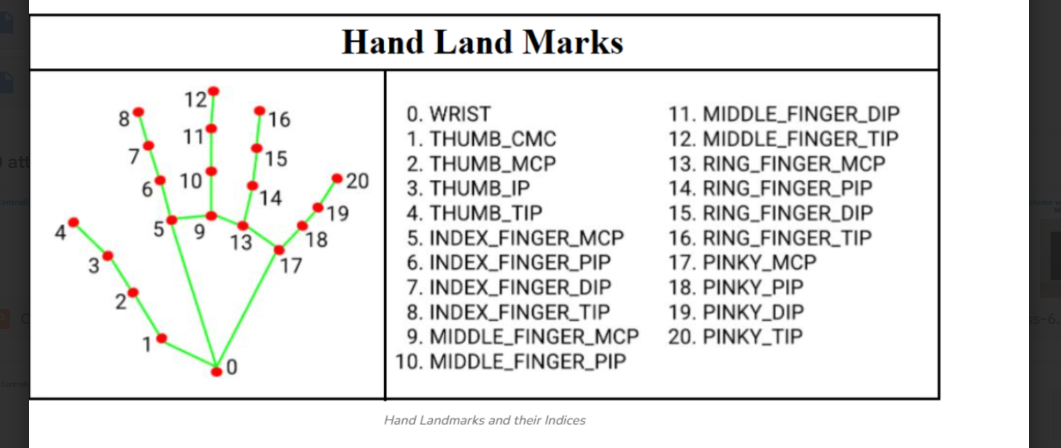 Hand Land Marks
12
8
16
11
7
15
6
10
20
14
19
5
9
4
13
18
3
17
2
1
0
0. WRIST
1. THUMB_CMC
2. THUMB_MCP
3. THUMB_IP
4. THUMB_TIP
5. INDEX_FINGER_MCP
6. INDEX_FINGER_PIP
7. INDEX_FINGER_DIP
8. INDEX_FINGER_TIP
9. MIDDLE_FINGER_MCP
10. MIDDLE_FINGER_PIP
11. MIDDLE_FINGER_DIP
12. MIDDLE_FINGER_TIP
13. RING_FINGER_MCP
14. RING_FINGER_PIP
15. RING_FINGER_DIP
16. RING_FINGER_TIP
17. PINKY_MCP
18. PINKY_PIP
19. PINKY_DIP
20. PINKY_TIP
Hand Landmarks and their Indices